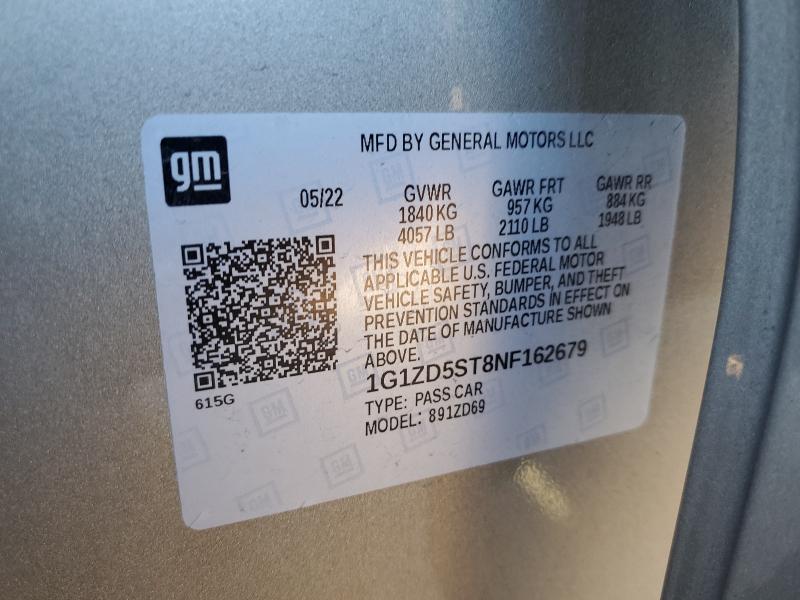 gm
MFD BY GENERAL MOTORS LLC
05/22
GVWR
1840 KG
4057 LB
GAWR FRT
957 KG
2110 LB
GAWR RR
884 KG
1948 LB
THIS VEHICLE CONFORMS TO ALL
APPLICABLE U.S. FEDERAL MOTOR
VEHICLE SAFETY, BUMPER, AND THEFT
PREVENTION STANDARDS IN EFFECT ON
THE DATE OF MANUFACTURE SHOWN
ABOVE.
1G1ZD5ST8NF162679
TYPE: PASS CAR
MODEL: 891ZD69
615G